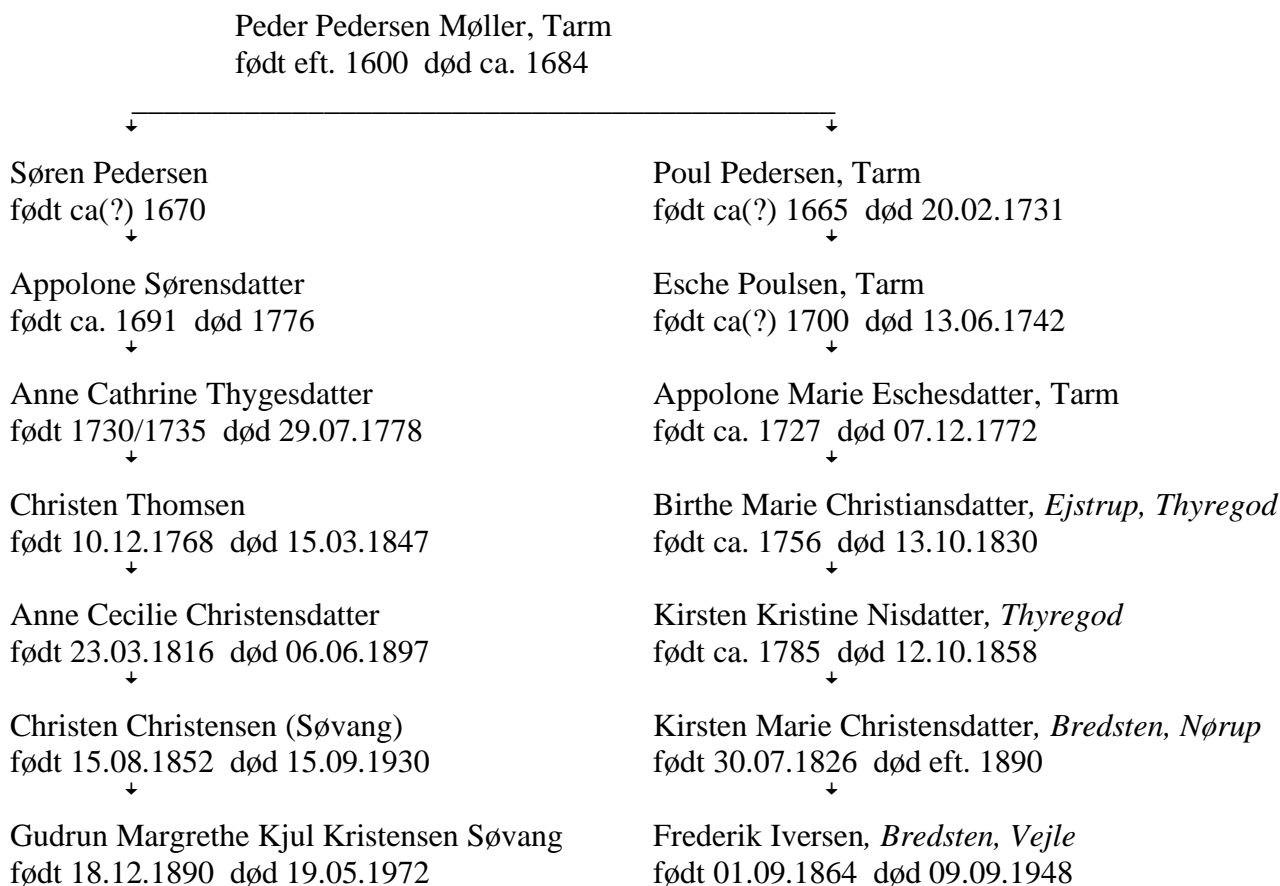 Peder Pedersen Møller, Tarm
født eft. 1600 død ca. 1684
Søren Pedersen
født ca(?) 1670
Poul Pedersen, Tarm
født ca(?) 1665 død 20.02.1731
Appolone Sørensdatter
født ca. 1691 død 1776
Esche Poulsen, Tarm
født ca(?) 1700 død 13.06.1742
Anne Cathrine Thygesdatter
født 1730/1735 død 29.07.1778
Appolone Marie Eschesdatter, Tarm
født ca. 1727 død 07.12.1772
Christen Thomsen
født 10.12.1768 død 15.03.1847
Birthe Marie Christiansdatter, Ejstrup, Thyregod
født ca. 1756 død 13.10.1830
Anne Cecilie Christensdatter
født 23.03.1816 død 06.06.1897
Kirsten Kristine Nisdatter, Thyregod
født ca. 1785 død 12.10.1858
Christen Christensen (Søvang)
født 15.08.1852 død 15.09.1930
Kirsten Marie Christensdatter, Bredsten, Nørup
født 30.07.1826 død eft. 1890
Gudrun Margrethe Kjul Kristensen Søvang
født 18.12.1890 død 19.05.1972
Frederik Iversen, Bredsten, Vejle
født 01.09.1864 død 09.09.1948